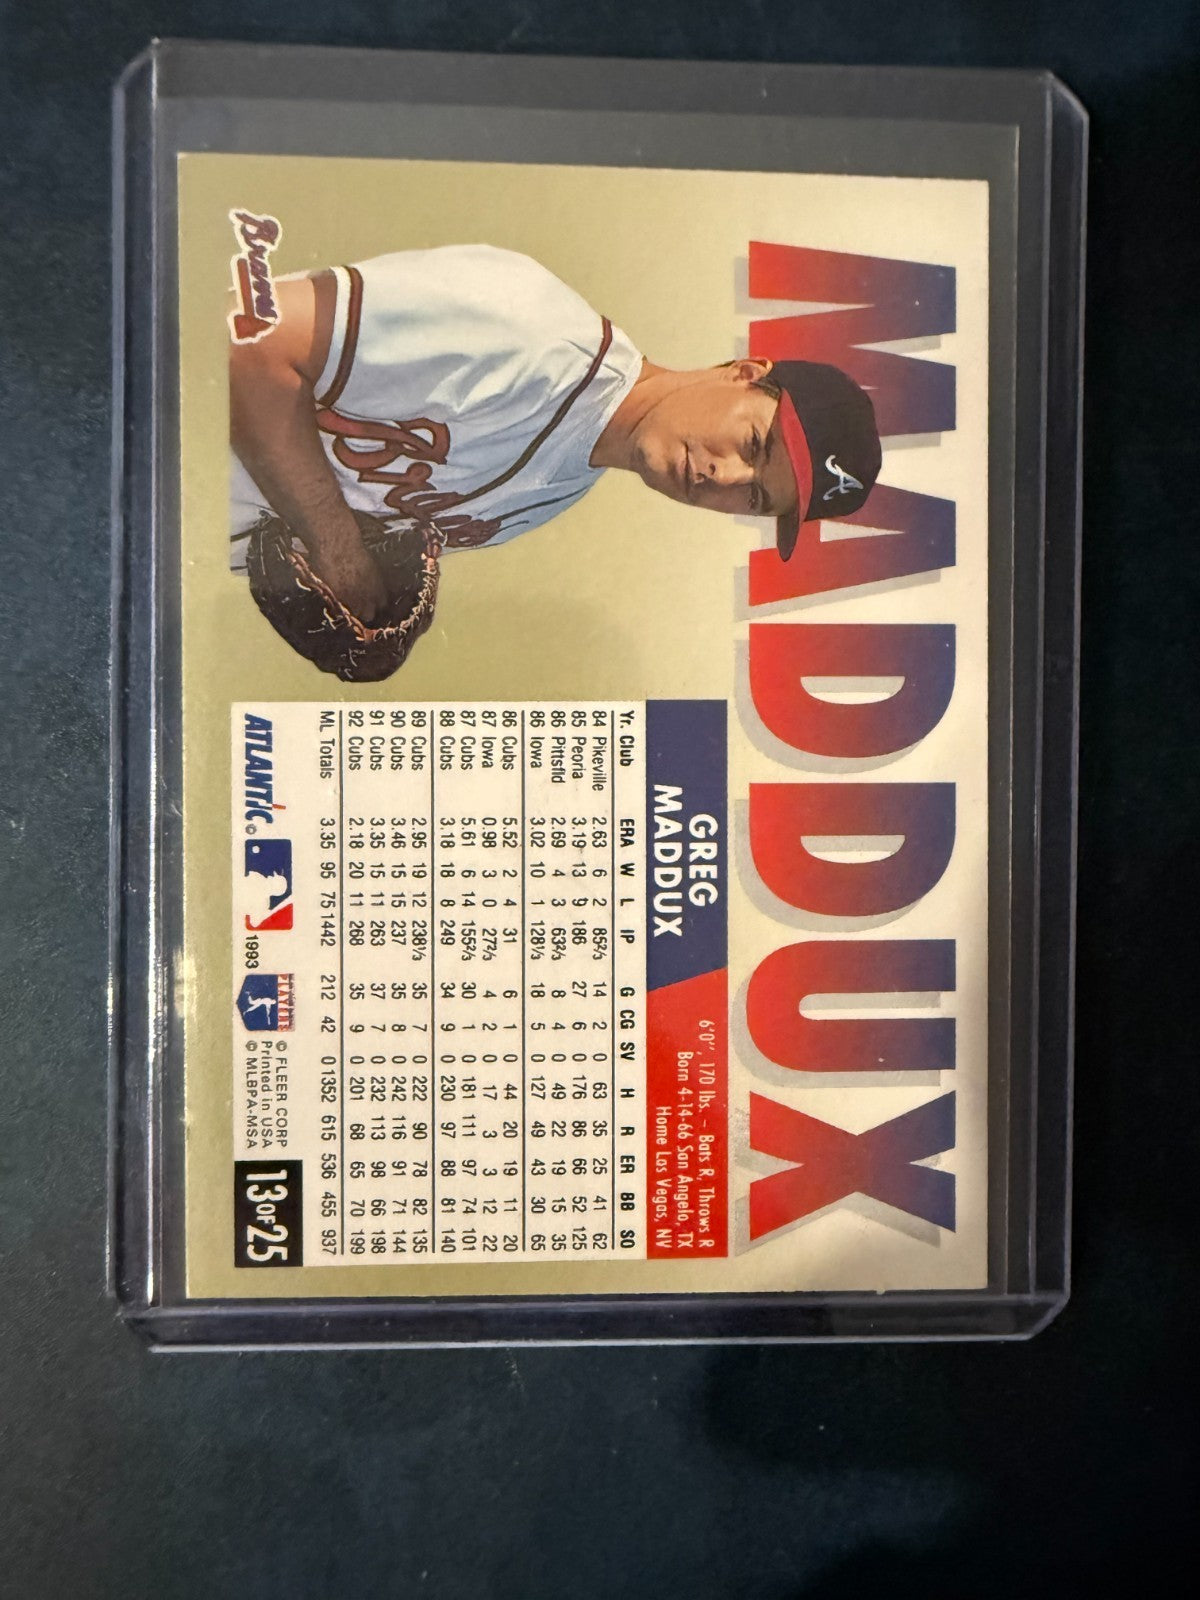 MADDUX
A
Braves
Braves
GREG
MADDUX
6'0", 170 lbs. – Bats R, Throws R
Born 4-14-66 San Angelo, TX
Home Las Vegas, NV
Yr. Club ERA W L IP G CG SV H R ER BB SO
84 Pikeville 2.63 6 2 85⅔ 14 2 0 63 35 25 41 62
85 Peoria 3.19 13 9 186 27 6 0 176 86 66 52 125
86 Pittsfld 2.69 4 3 63⅔ 8 4 0 49 22 19 15 35
86 Iowa 3.02 10 1 128⅓ 18 5 0 127 49 43 30 65
86 Cubs 5.52 2 4 31 6 1 0 44 20 19 11 20
87 Iowa 0.98 3 0 27⅔ 4 2 0 17 3 3 12 22
87 Cubs 5.61 6 14 155⅔ 30 1 0 181 111 97 74 101
88 Cubs 3.18 18 8 249 34 9 0 230 97 88 81 140
89 Cubs 2.95 19 12 238⅓ 35 7 0 222 90 78 82 135
90 Cubs 3.46 15 15 237 35 8 0 242 116 91 71 144
91 Cubs 3.35 15 11 263 37 7 0 232 113 98 66 198
92 Cubs 2.18 20 11 268 35 9 0 201 68 65 70 199
ML Totals 3.35 95 75 1442 212 42 0 1352 615 536 455 937
ATLANTIC © 1993
PLAYERS
© FLEER CORP
Printed in USA
© MLBPA-MSA
13 OF 25